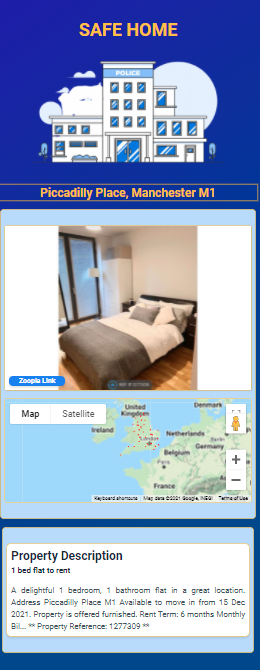 SAFE HOME
POLICE
Piccadilly Place, Manchester M1
Zoopla Link
Map Satellite
United Kingdom
Denmark
Ireland
London
Netherlands
Belgium
Paris
France
Keyboard shortcuts Map data ©2021 Google, INEGI Terms of Use
Property Description
1 bed flat to rent
A delightful 1 bedroom, 1 bathroom flat in a great location.
Address Piccadilly Place M1 Available to move in from 15 Dec
2021. Property is offered furnished. Rent Term: 6 months Monthly
Bil... ** Property Reference: 1277309 **